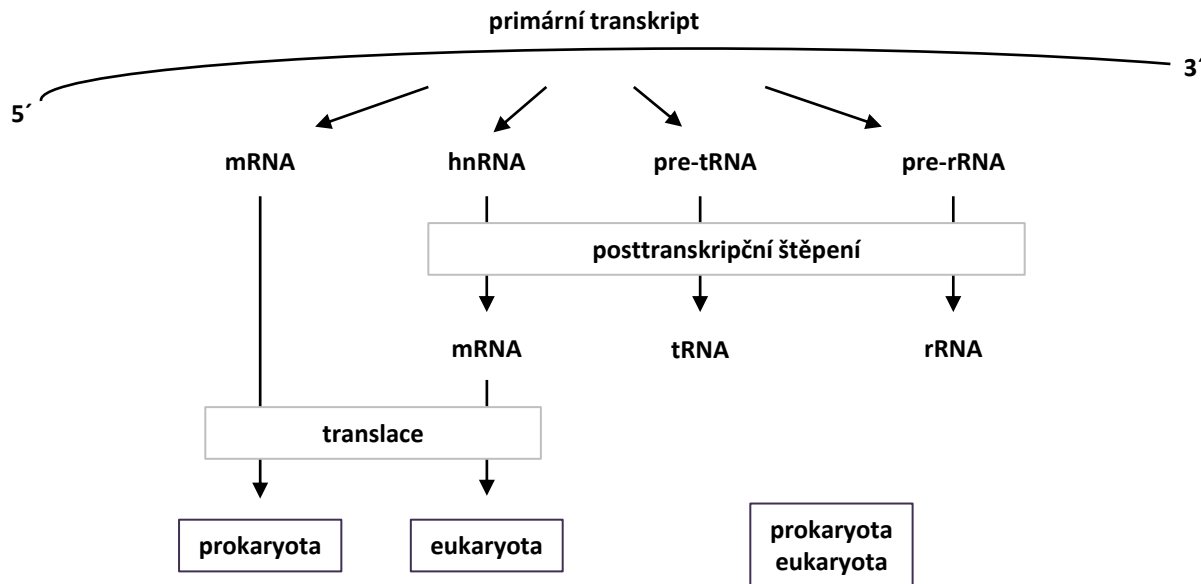 primární transkript
5´
3´
mRNA
hnRNA
pre-tRNA
pre-rRNA
posttranskripční štěpení
mRNA
tRNA
rRNA
translace
prokaryota
eukaryota
prokaryota
eukaryota